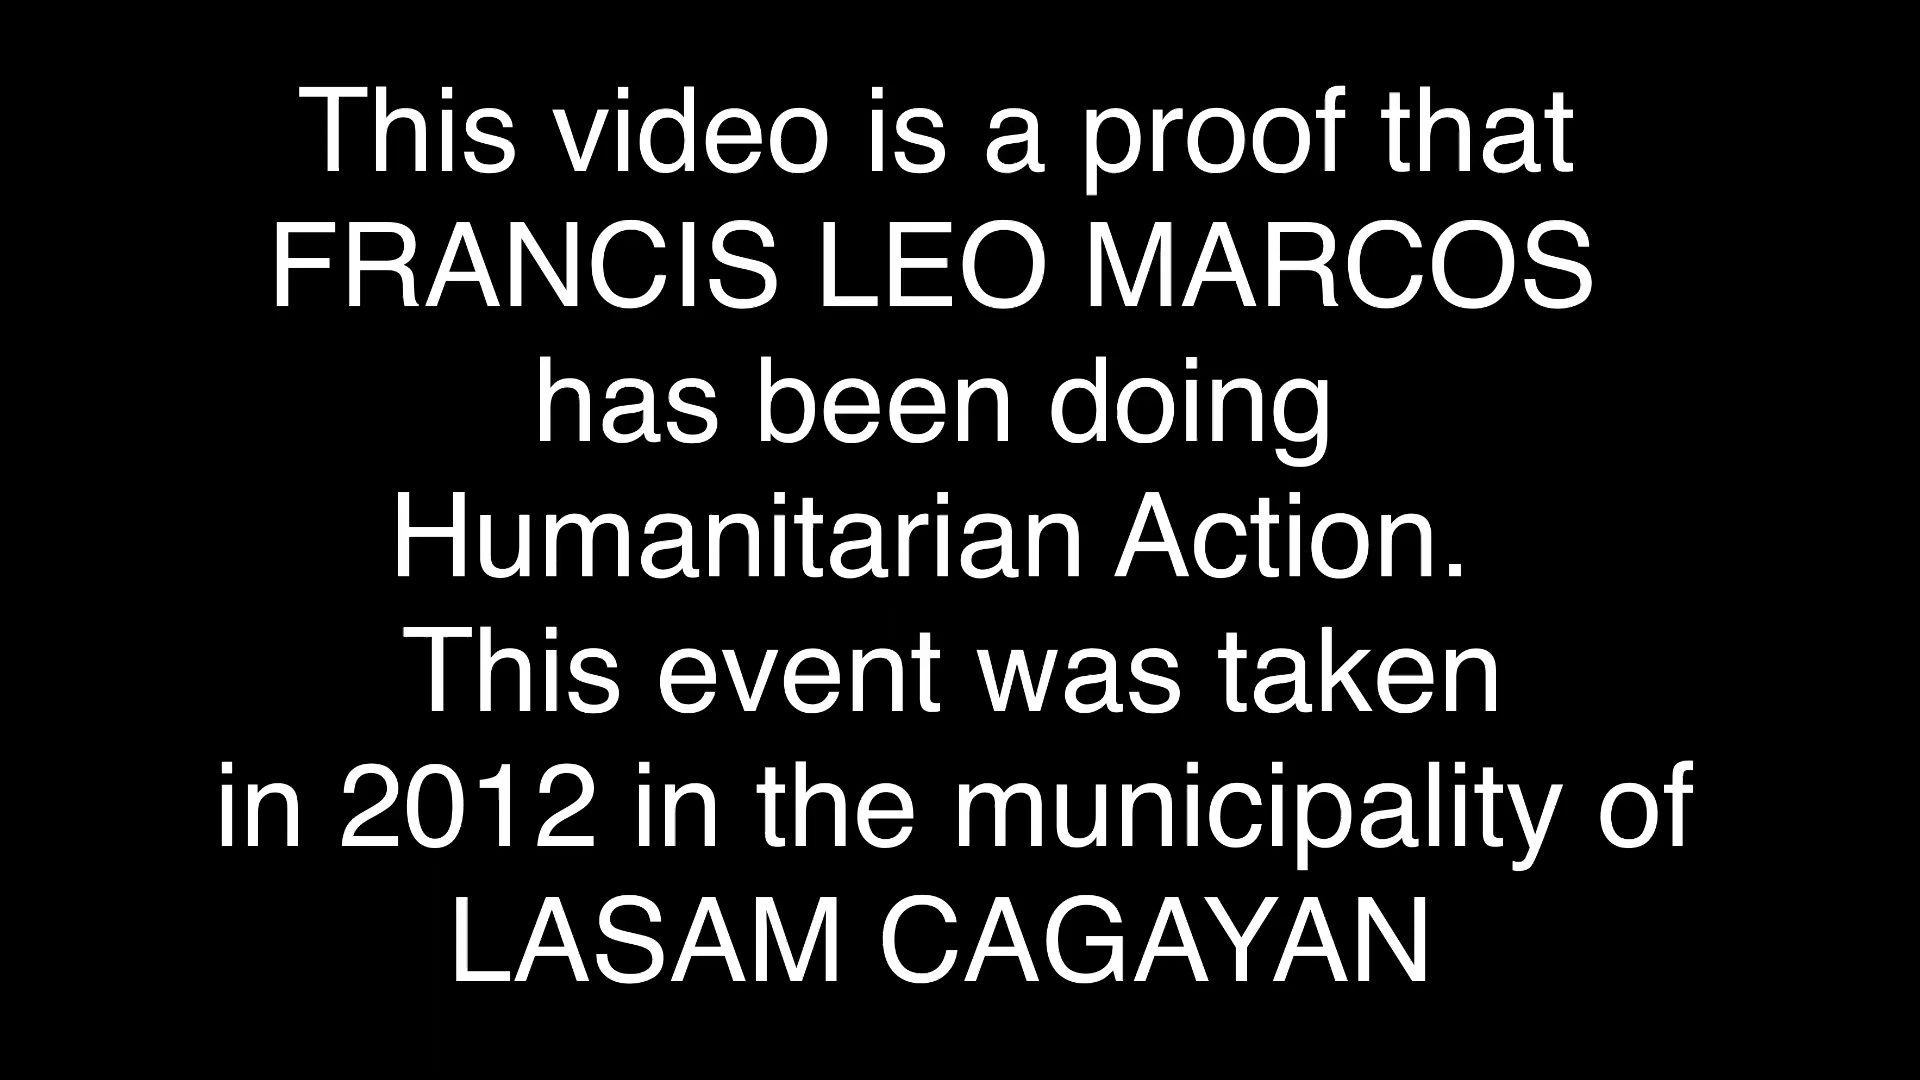 This video is a proof that
FRANCIS LEO MARCOS
has been doing
Humanitarian Action.
This event was taken
in 2012 in the municipality of
LASAM CAGAYAN